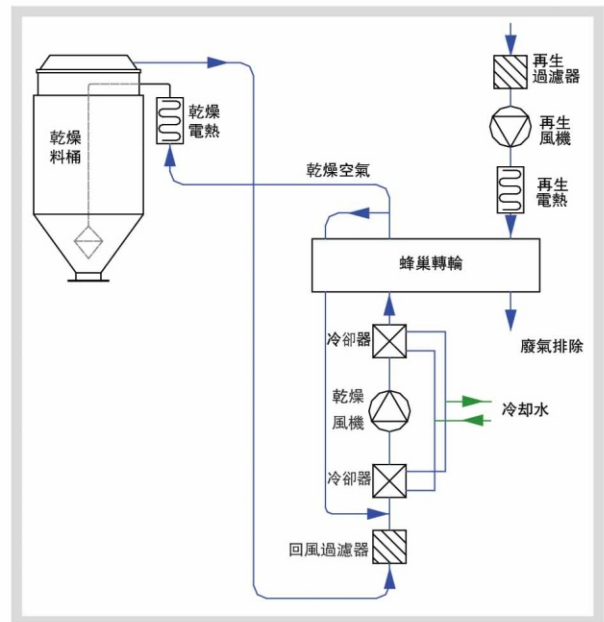 再生
過濾器
乾燥
電熱
再生
風機
乾燥
料桶
乾燥空氣
再生
電熱
蜂巢轉輪
冷卻器
廢氣排除
乾燥
風機
冷却水
冷卻器
回風過濾器